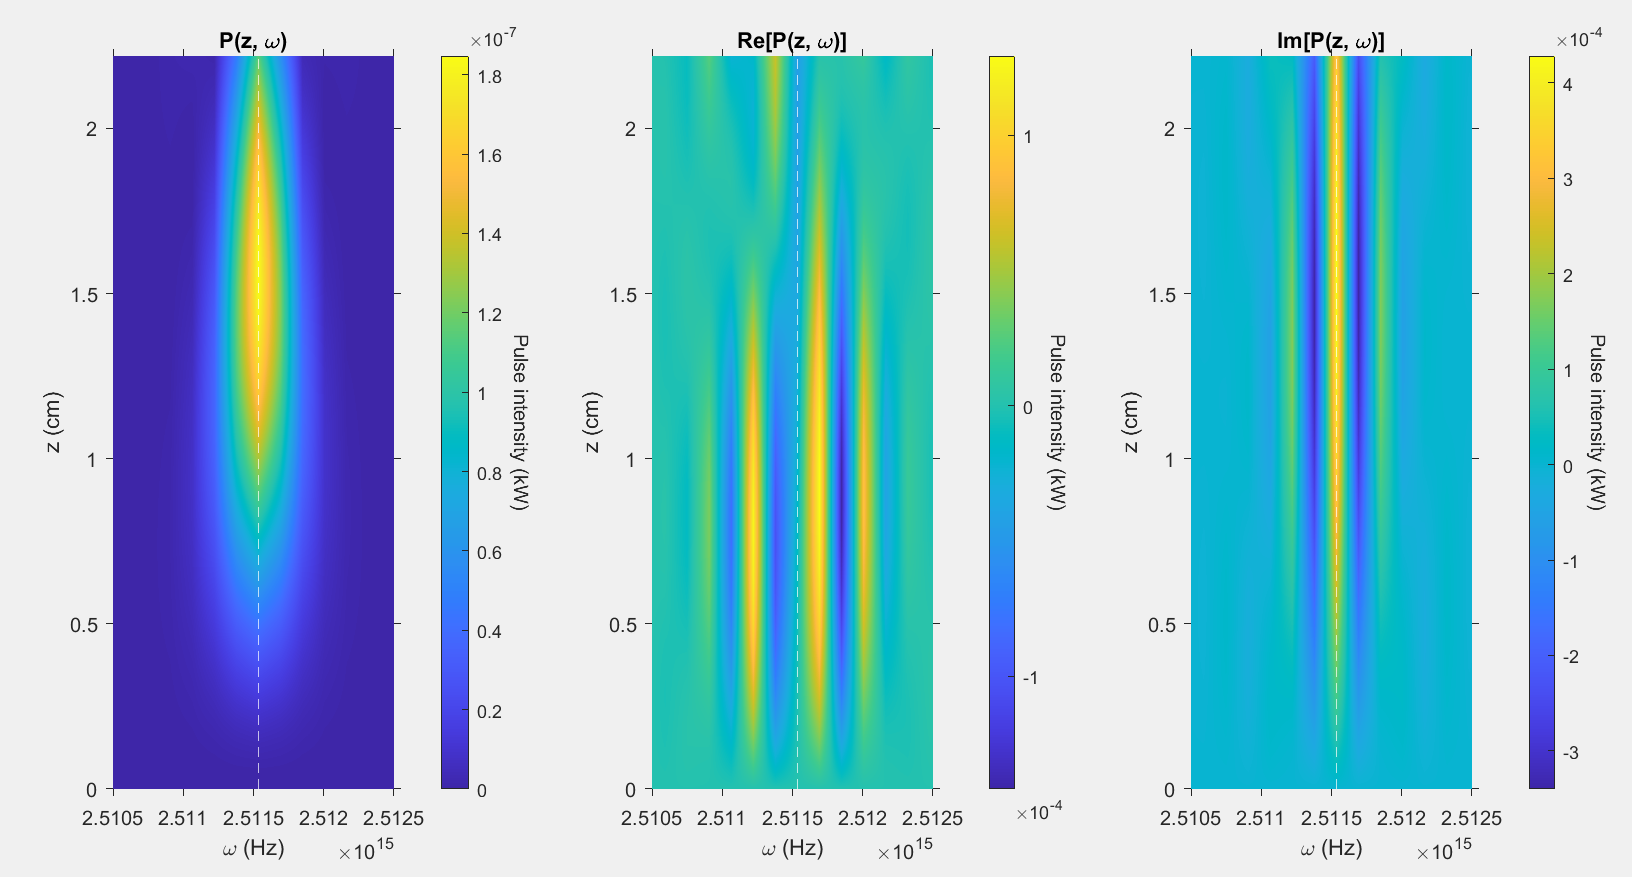 P(z, ω)
×10^-7
1.8
1.6
1.4
1.2
1
0.8
0.6
0.4
0.2
0
Pulse intensity (kW)
z (cm)
2
1.5
1
0.5
0
2.5105 2.511 2.5115 2.512 2.5125
ω (Hz)
×10^15
Re[P(z, ω)]
1
0
-1
×10^-4
Pulse intensity (kW)
z (cm)
2
1.5
1
0.5
0
2.5105 2.511 2.5115 2.512 2.5125
ω (Hz)
×10^15
Im[P(z, ω)]
×10^-4
4
3
2
1
0
-1
-2
-3
Pulse intensity (kW)
z (cm)
2
1.5
1
0.5
0
2.5105 2.511 2.5115 2.512 2.5125
ω (Hz)
×10^15